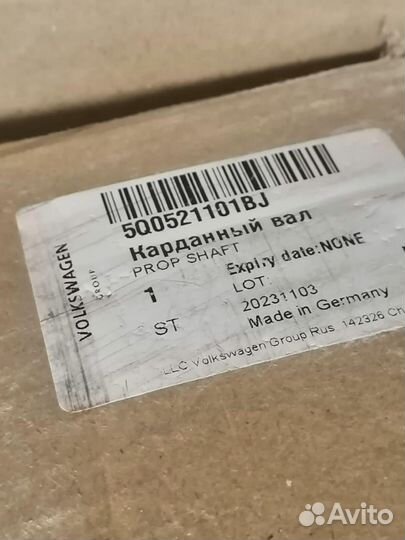 VOLKSWAGEN
GROUP
5Q0521101BJ
Карданный вал
PROP SHAFT
1
ST
Expiry date:NONE
LOT:
20231103
Made in Germany
LLC Volkswagen Group Rus 142326
Avito